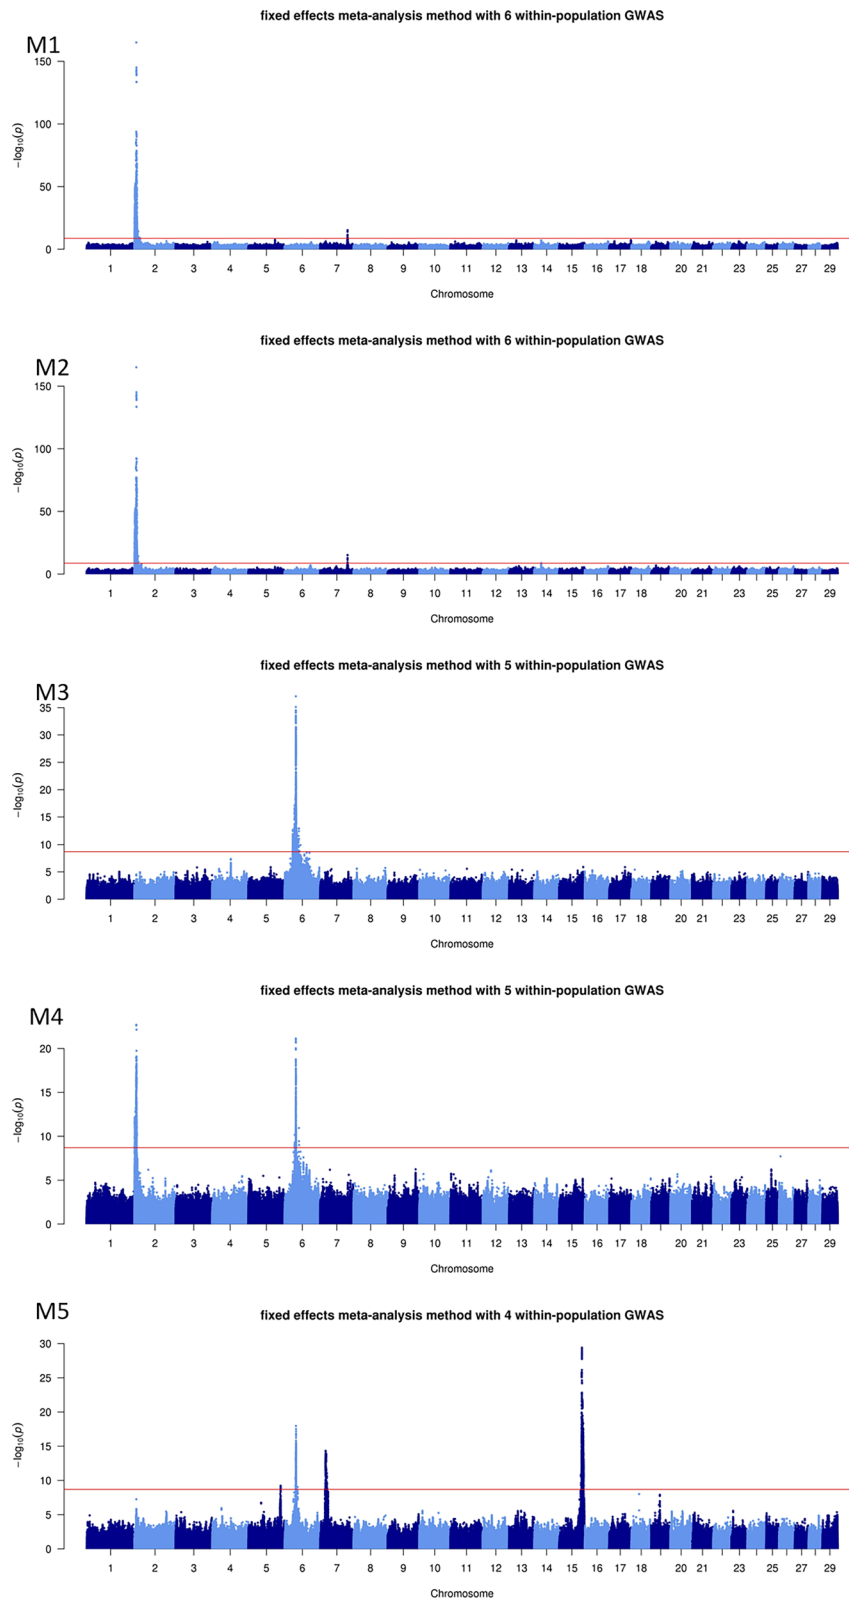 fixed effects meta-analysis method with 6 within-population GWAS
M1
150
100
50
0
−log10(p)
1 2 3 4 5 6 7 8 9 10 11 12 13 14 15 16 17 18 20 21 23 25 27 29
Chromosome
fixed effects meta-analysis method with 6 within-population GWAS
M2
150
100
50
0
−log10(p)
1 2 3 4 5 6 7 8 9 10 11 12 13 14 15 16 17 18 20 21 23 25 27 29
Chromosome
fixed effects meta-analysis method with 5 within-population GWAS
M3
35
30
25
20
15
10
5
0
−log10(p)
1 2 3 4 5 6 7 8 9 10 11 12 13 14 15 16 17 18 20 21 23 25 27 29
Chromosome
fixed effects meta-analysis method with 5 within-population GWAS
M4
20
15
10
5
0
−log10(p)
1 2 3 4 5 6 7 8 9 10 11 12 13 14 15 16 17 18 20 21 23 25 27 29
Chromosome
M5
fixed effects meta-analysis method with 4 within-population GWAS
30
25
20
15
10
5
0
−log10(p)
1 2 3 4 5 6 7 8 9 10 11 12 13 14 15 16 17 18 20 21 23 25 27 29
Chromosome